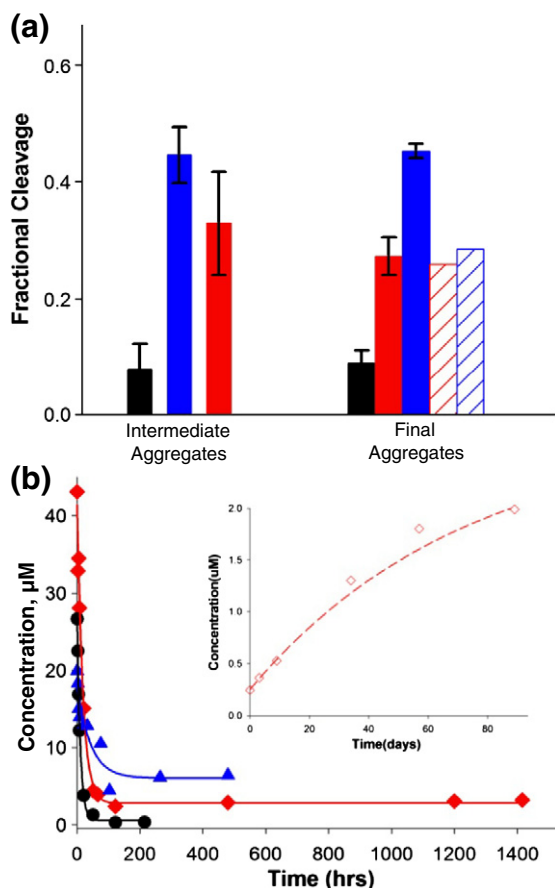 (a)
Fractional Cleavage
0.6
0.4
0.2
0.0
Intermediate
Aggregates
Final
Aggregates
(b)
Concentration, µM
40
30
20
10
0
0 200 400 600 800 1000 1200 1400
Time (hrs)
Concentration(uM)
2.0
1.5
1.0
0.5
0.0
0 20 40 60 80
Time(days)